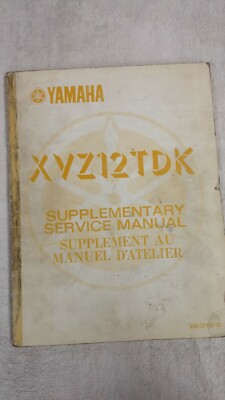 YAMAHA
XVZ12TDK
SUPPLEMENTARY
SERVICE MANUAL
SUPPLEMENT AU
MANUEL D'ATELIER